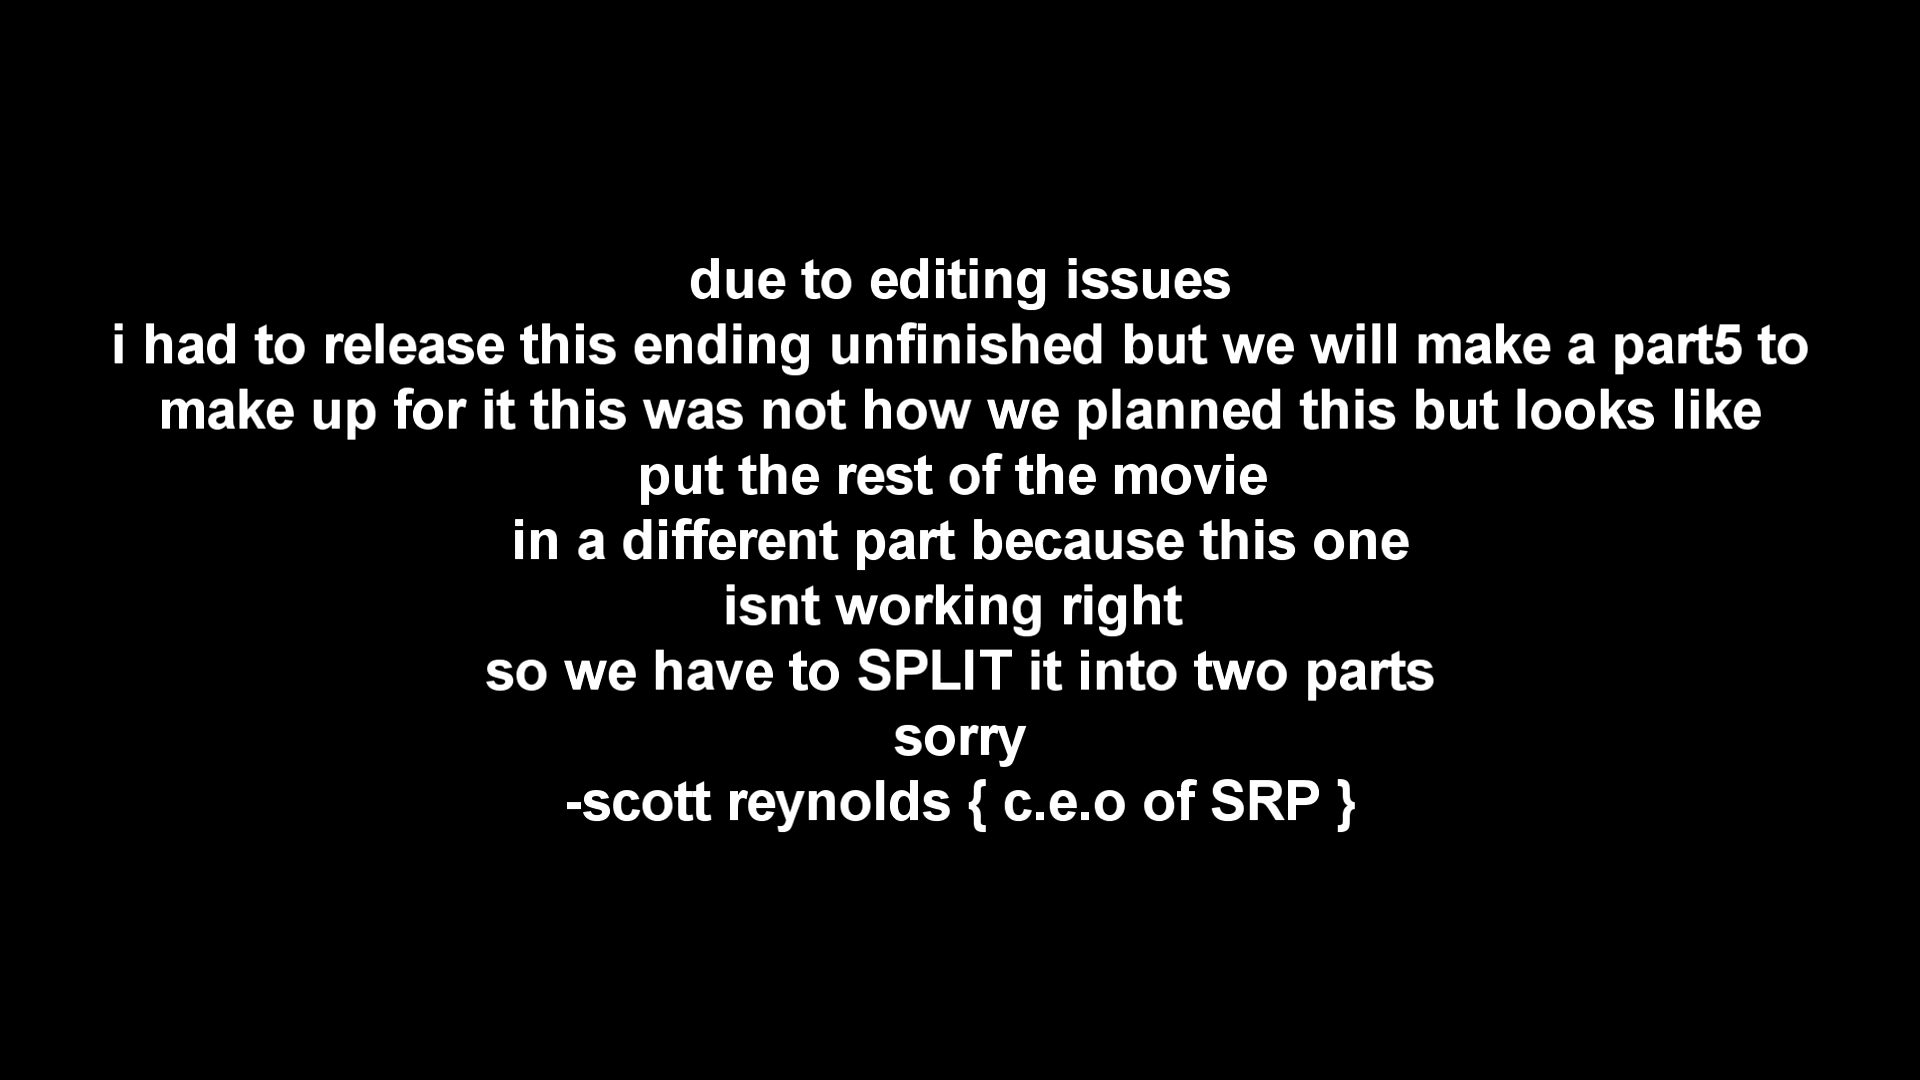 due to editing issues
i had to release this ending unfinished but we will make a part5 to
make up for it this was not how we planned this but looks like
put the rest of the movie
in a different part because this one
isnt working right
so we have to SPLIT it into two parts
sorry
-scott reynolds { c.e.o of SRP }